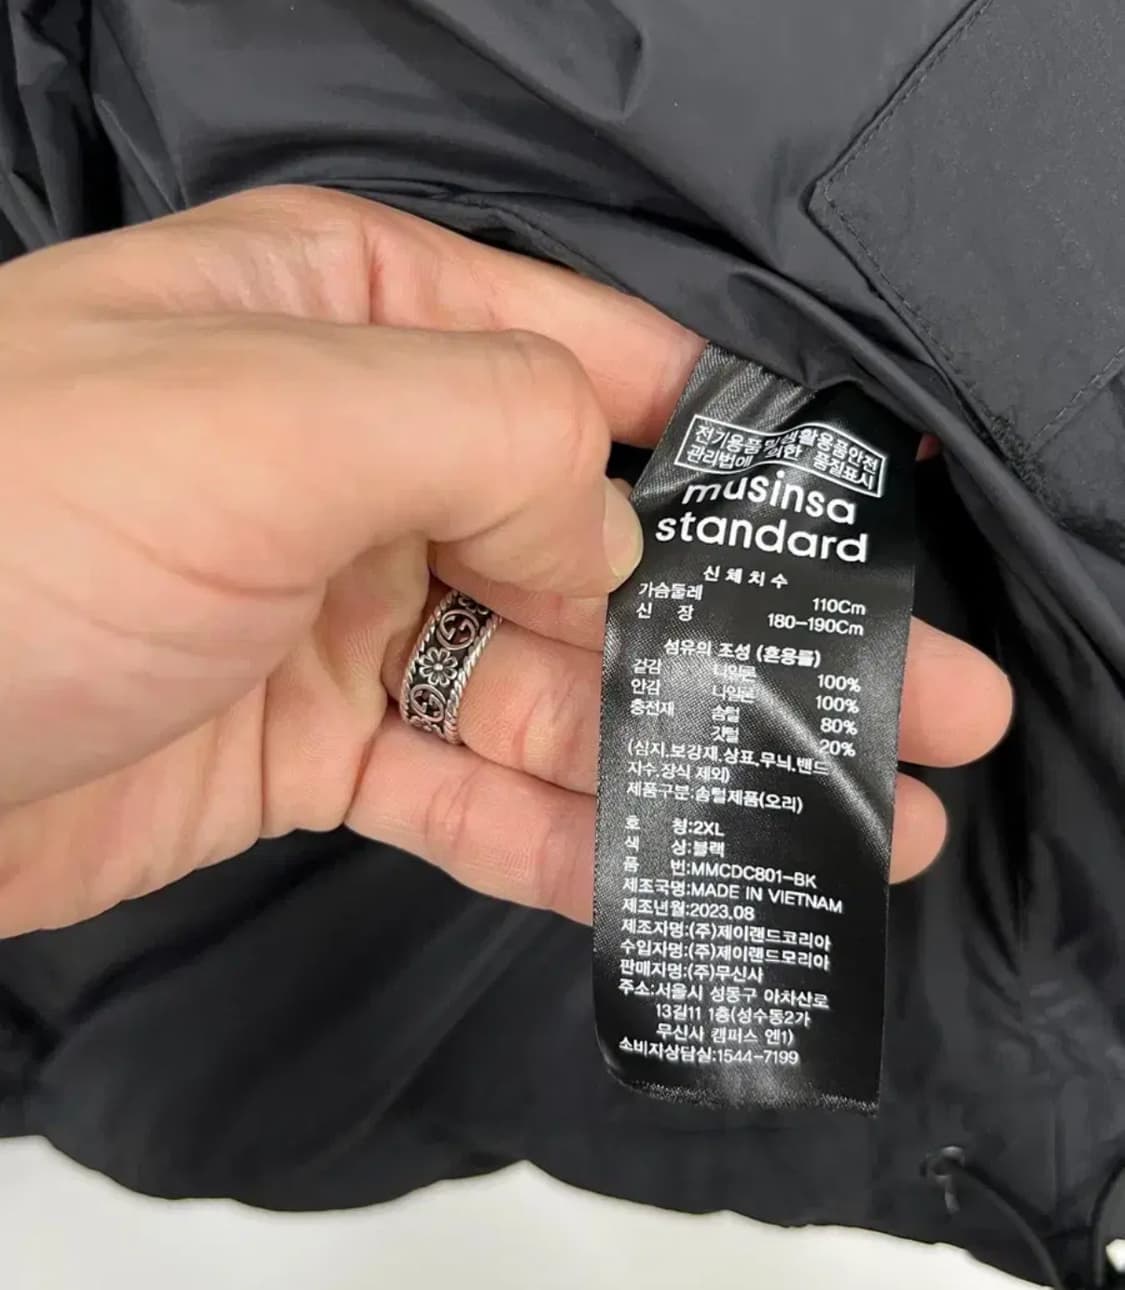 전기용품및생활용품안전
관리법에 의한 품질표시
musinsa
standard
신체치수
가슴둘레 110Cm
신 장 180-190Cm
섬유의 조성 (혼용률)
겉감 나일론 100%
안감 나일론 100%
충전재 솜털 80%
깃털 20%
(심지.보강재.상표.무늬.밴드
자수.장식 제외)
제품구분:솜털제품(오리)
호 칭:2XL
색 상:블랙
품 번:MMCDC801-BK
제조국명:MADE IN VIETNAM
제조년월:2023.08
제조자명:(주)제이랜드코리아
수입자명:(주)제이랜드모리아
판매자명:(주)무신사
주소:서울시 성동구 아차산로
13길11 1층(성수동2가
무신사 캠퍼스 엔1)
소비자상담실:1544-7199